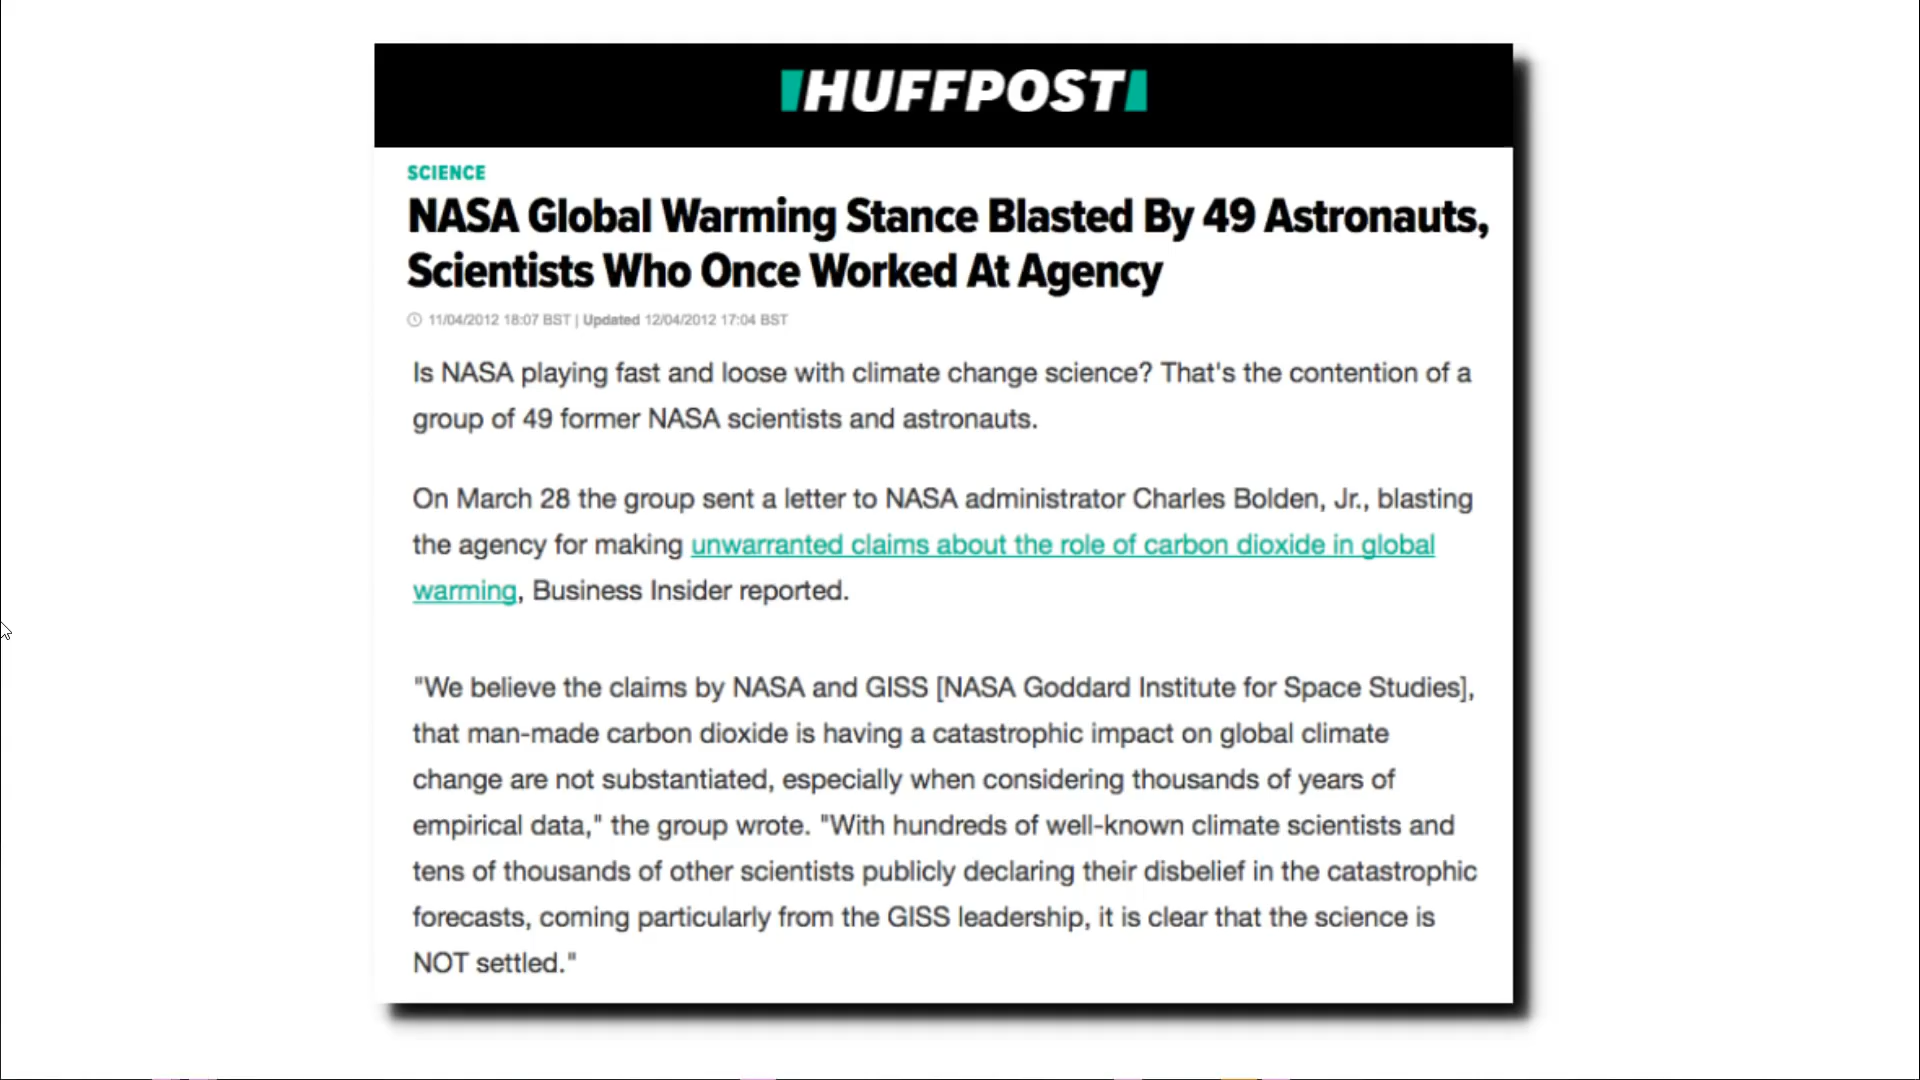 HUFFPOST
SCIENCE
NASA Global Warming Stance Blasted By 49 Astronauts,
Scientists Who Once Worked At Agency
11/04/2012 18:07 BST | Updated 12/04/2012 17:04 BST
Is NASA playing fast and loose with climate change science? That's the contention of a
group of 49 former NASA scientists and astronauts.
On March 28 the group sent a letter to NASA administrator Charles Bolden, Jr., blasting
the agency for making unwarranted claims about the role of carbon dioxide in global
warming, Business Insider reported.
"We believe the claims by NASA and GISS [NASA Goddard Institute for Space Studies],
that man-made carbon dioxide is having a catastrophic impact on global climate
change are not substantiated, especially when considering thousands of years of
empirical data," the group wrote. "With hundreds of well-known climate scientists and
tens of thousands of other scientists publicly declaring their disbelief in the catastrophic
forecasts, coming particularly from the GISS leadership, it is clear that the science is
NOT settled."